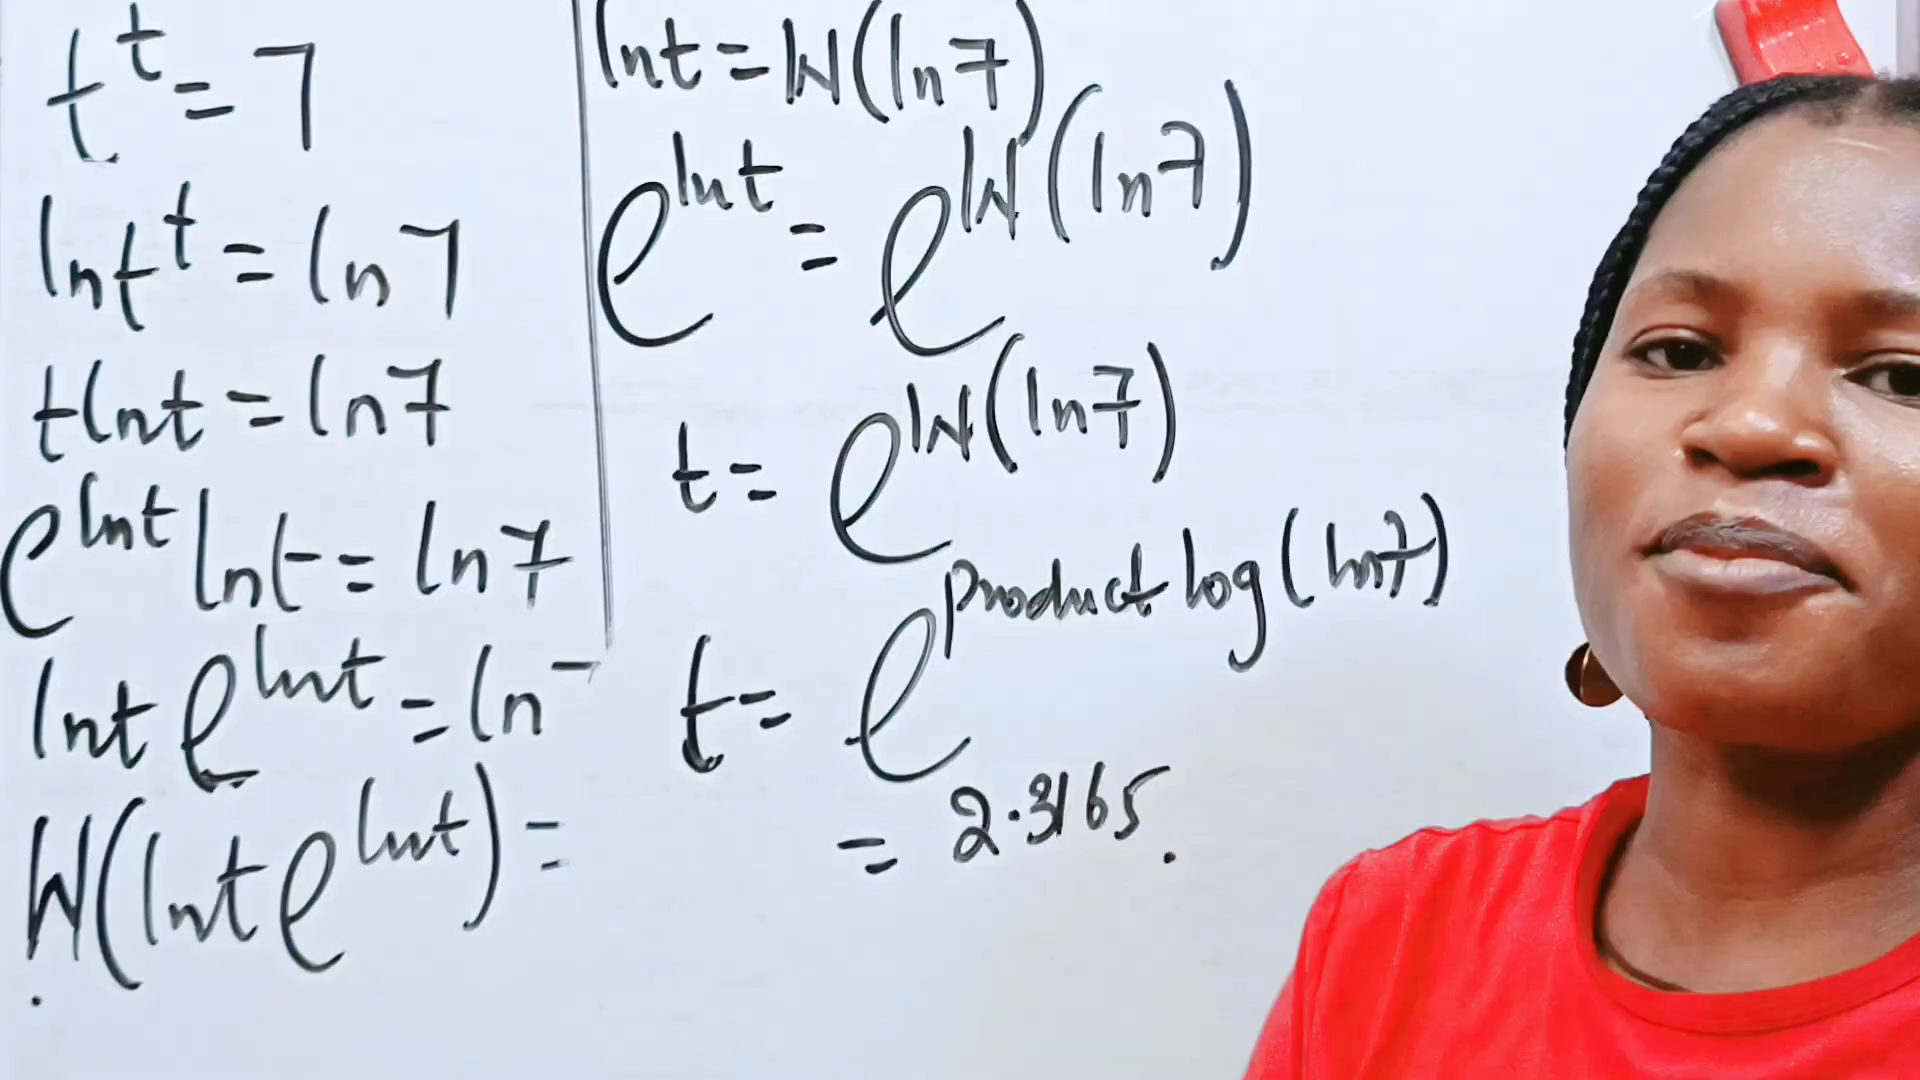 t^t = 7
ln t^t = ln 7
t ln t = ln 7
e^ln t ln t = ln 7
ln t e^ln t = ln
W(ln t e^ln t) =
ln t = W(ln 7)
e^ln t = e^W(ln 7)
t = e^W(ln 7)
t = e^product log(ln 7)
= 2.3165.